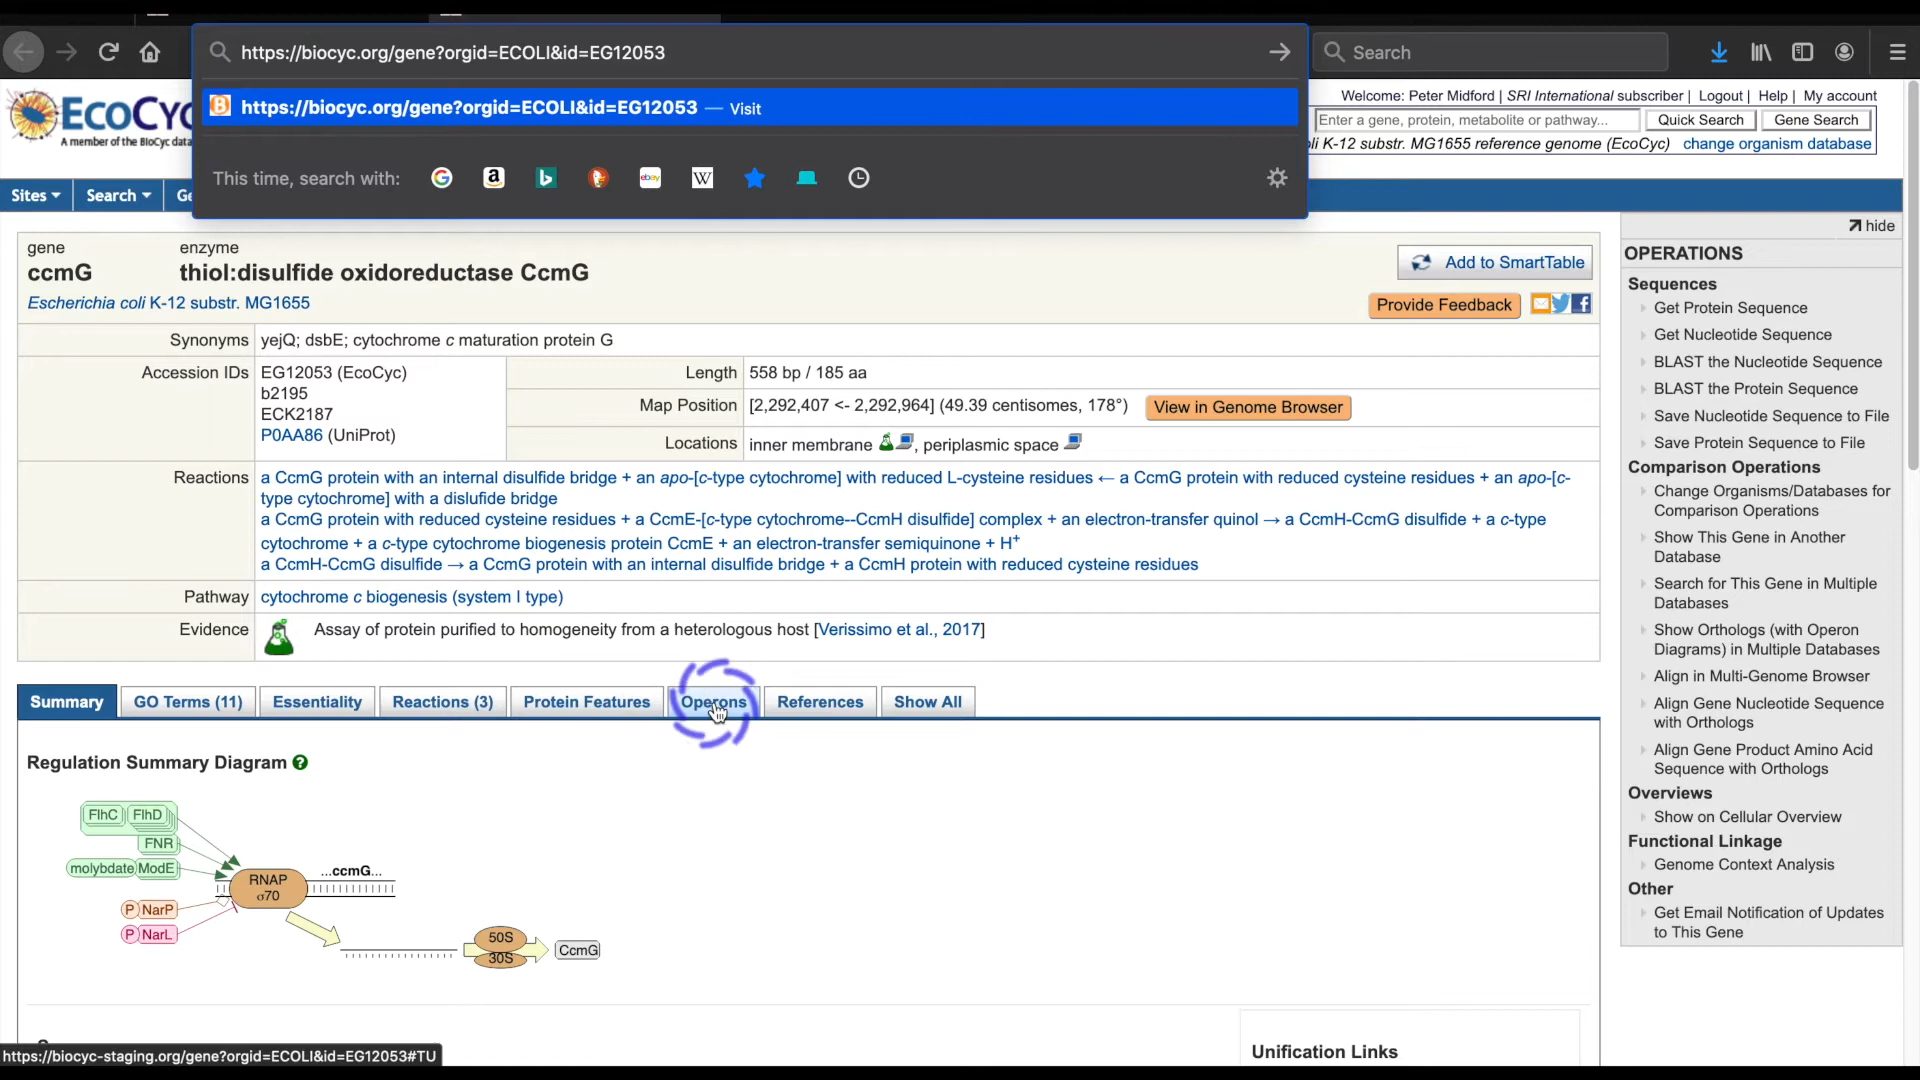 https://biocyc.org/gene?orgid=ECOLI&id=EG12053
Search
https://biocyc.org/gene?orgid=ECOLI&id=EG12053 — Visit
This time, search with:
EcoCyc
A member of the BioCyc data
Welcome: Peter Midford | SRI International subscriber | Logout | Help | My account
Enter a gene, protein, metabolite or pathway... Quick Search Gene Search
li K-12 substr. MG1655 reference genome (EcoCyc) change organism database
Sites Search Ge
hide
gene enzyme
ccmG thiol:disulfide oxidoreductase CcmG
Escherichia coli K-12 substr. MG1655
Add to SmartTable
Provide Feedback
Synonyms yejQ; dsbE; cytochrome c maturation protein G
Accession IDs EG12053 (EcoCyc)
b2195
ECK2187
P0AA86 (UniProt)
Length 558 bp / 185 aa
Map Position [2,292,407 <- 2,292,964] (49.39 centisomes, 178°) View in Genome Browser
Locations inner membrane , periplasmic space
Reactions a CcmG protein with an internal disulfide bridge + an apo-[c-type cytochrome] with reduced L-cysteine residues ← a CcmG protein with reduced cysteine residues + an apo-[c-
type cytochrome] with a dislufide bridge
a CcmG protein with reduced cysteine residues + a CcmE-[c-type cytochrome--CcmH disulfide] complex + an electron-transfer quinol → a CcmH-CcmG disulfide + a c-type
cytochrome + a c-type cytochrome biogenesis protein CcmE + an electron-transfer semiquinone + H+
a CcmH-CcmG disulfide → a CcmG protein with an internal disulfide bridge + a CcmH protein with reduced cysteine residues
Pathway cytochrome c biogenesis (system I type)
Evidence Assay of protein purified to homogeneity from a heterologous host [Verissimo et al., 2017]
Summary GO Terms (11) Essentiality Reactions (3) Protein Features Operons References Show All
Regulation Summary Diagram ?
FlhC FlhD
FNR
molybdate ModE
P NarP
P NarL
RNAP
σ70
...ccmG...
50S
30S
CcmG
Unification Links
https://biocyc-staging.org/gene?orgid=ECOLI&id=EG12053#TU
OPERATIONS
Sequences
Get Protein Sequence
Get Nucleotide Sequence
BLAST the Nucleotide Sequence
BLAST the Protein Sequence
Save Nucleotide Sequence to File
Save Protein Sequence to File
Comparison Operations
Change Organisms/Databases for
Comparison Operations
Show This Gene in Another
Database
Search for This Gene in Multiple
Databases
Show Orthologs (with Operon
Diagrams) in Multiple Databases
Align in Multi-Genome Browser
Align Gene Nucleotide Sequence
with Orthologs
Align Gene Product Amino Acid
Sequence with Orthologs
Overviews
Show on Cellular Overview
Functional Linkage
Genome Context Analysis
Other
Get Email Notification of Updates
to This Gene